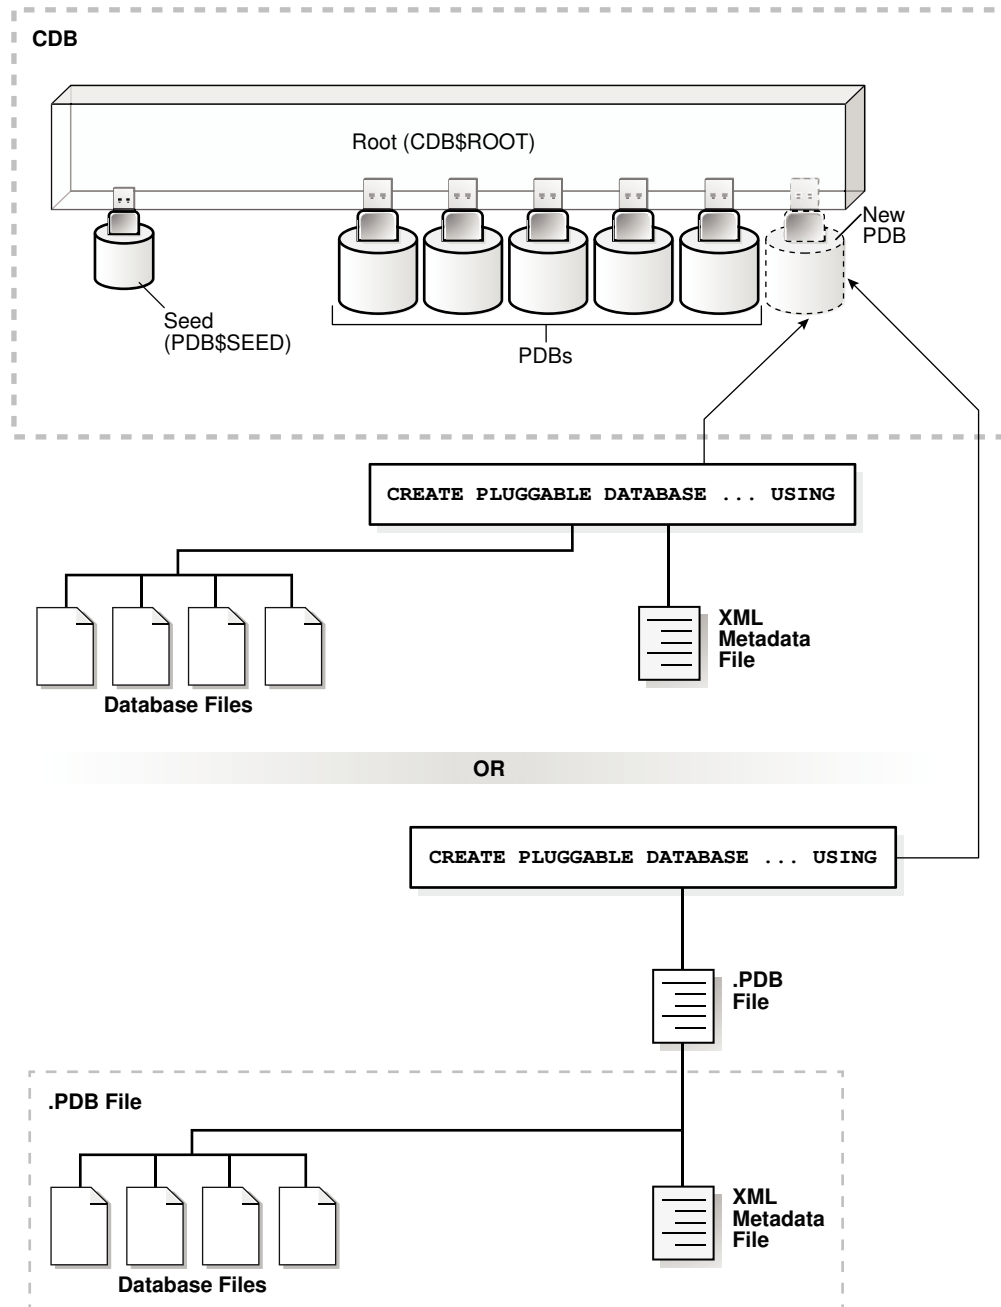 CDB
Root (CDB$ROOT)
New
PDB
Seed
(PDB$SEED)
PDBs
CREATE PLUGGABLE DATABASE ... USING
XML
Metadata
File
Database Files
OR
CREATE PLUGGABLE DATABASE ... USING
.PDB
File
.PDB File
XML
Metadata
File
Database Files